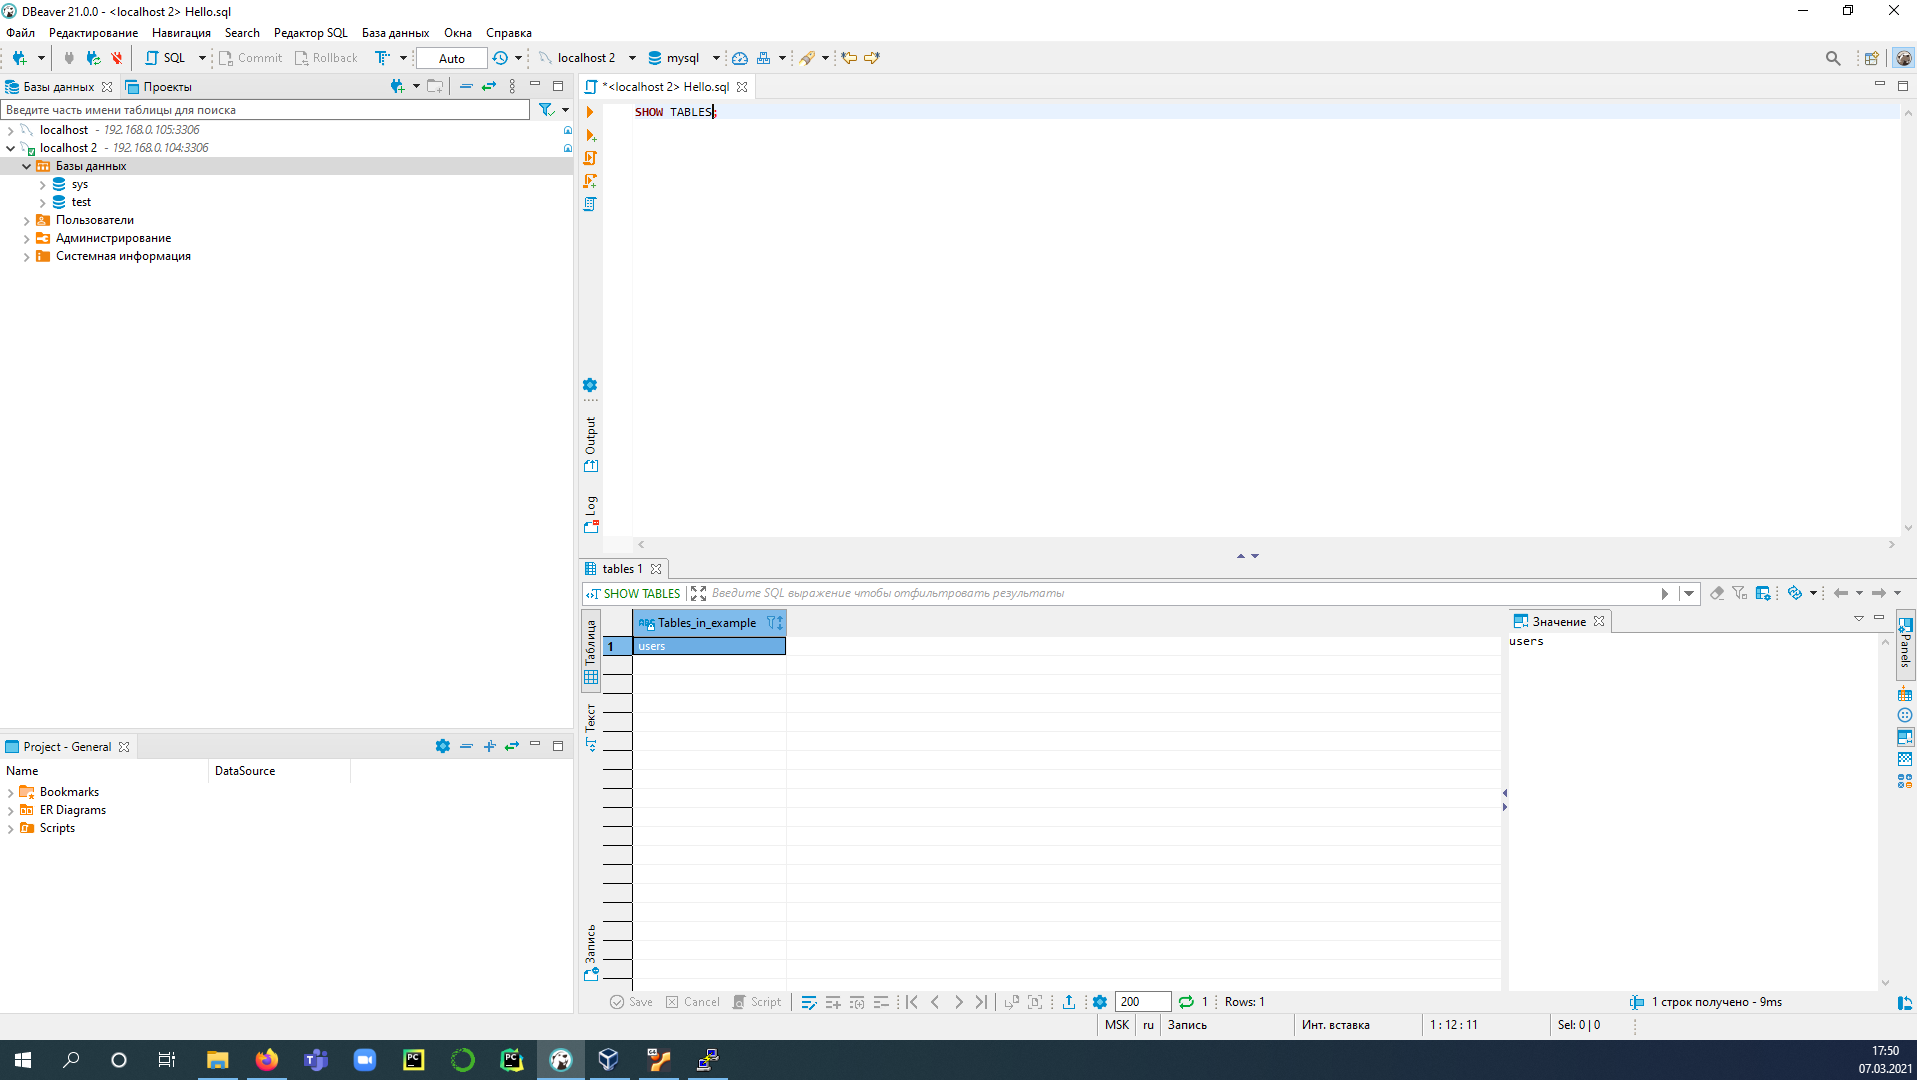 DBeaver 21.0.0 - <localhost 2> Hello.sql
Файл Редактирование Навигация Search Редактор SQL База данных Окна Справка
SQL Commit Rollback Auto localhost 2 mysql
Базы данных Проекты
Введите часть имени таблицы для поиска
localhost - 192.168.0.105:3306
localhost 2 - 192.168.0.104:3306
Базы данных
sys
test
Пользователи
Администрирование
Системная информация
Project - General
Name DataSource
Bookmarks
ER Diagrams
Scripts
*<localhost 2> Hello.sql
SHOW TABLES;
Output
Log
tables 1
SHOW TABLES Введите SQL выражение чтобы отфильтровать результаты
Таблица
Текст
Запись
ABC Tables_in_example
1 users
Значение
users
Panels
Save Cancel Script 200 1 Rows: 1 1 строк получено - 9ms
MSK ru Запись Инт. вставка 1 : 12 : 11 Sel: 0 | 0
PC PC 64
17:50
07.03.2021